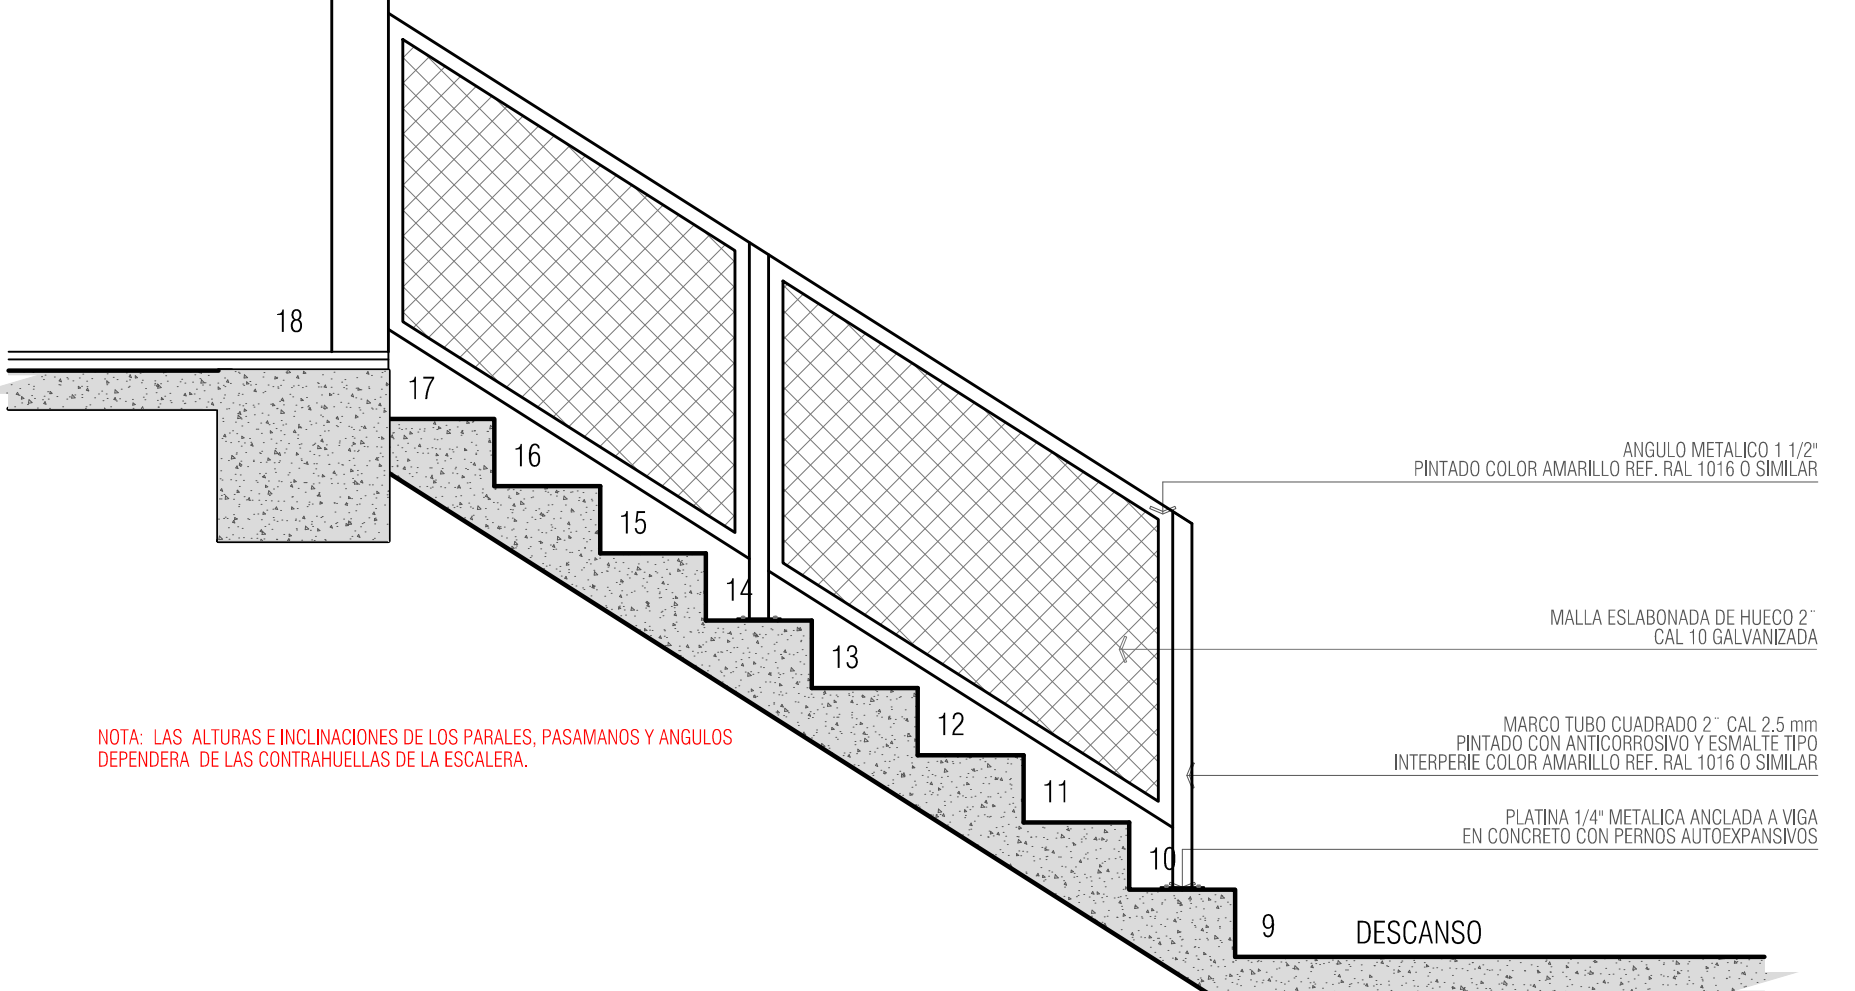 18
17
16
15
14
13
12
11
10
9
DESCANSO
ANGULO METALICO 1 1/2"
PINTADO COLOR AMARILLO REF. RAL 1016 O SIMILAR
MALLA ESLABONADA DE HUECO 2¨
CAL 10 GALVANIZADA
MARCO TUBO CUADRADO 2¨ CAL 2.5 mm
PINTADO CON ANTICORROSIVO Y ESMALTE TIPO
INTERPERIE COLOR AMARILLO REF. RAL 1016 O SIMILAR
PLATINA 1/4" METALICA ANCLADA A VIGA
EN CONCRETO CON PERNOS AUTOEXPANSIVOS
NOTA: LAS ALTURAS E INCLINACIONES DE LOS PARALES, PASAMANOS Y ANGULOS
DEPENDERA DE LAS CONTRAHUELLAS DE LA ESCALERA.